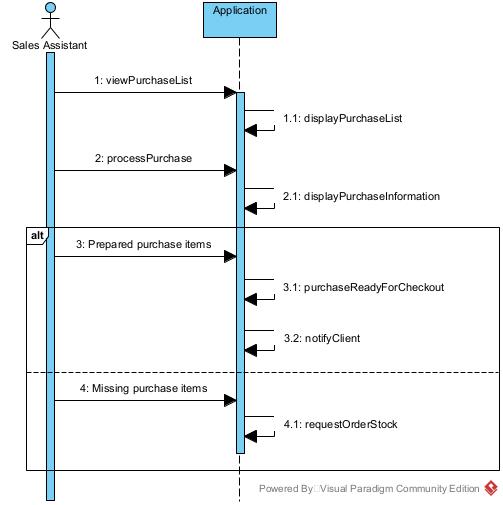 Application
Sales Assistant
1: viewPurchaseList
1.1: displayPurchaseList
2: processPurchase
2.1: displayPurchaseInformation
alt
3: Prepared purchase items
3.1: purchaseReadyForCheckout
3.2: notifyClient
4: Missing purchase items
4.1: requestOrderStock
Powered By Visual Paradigm Community Edition